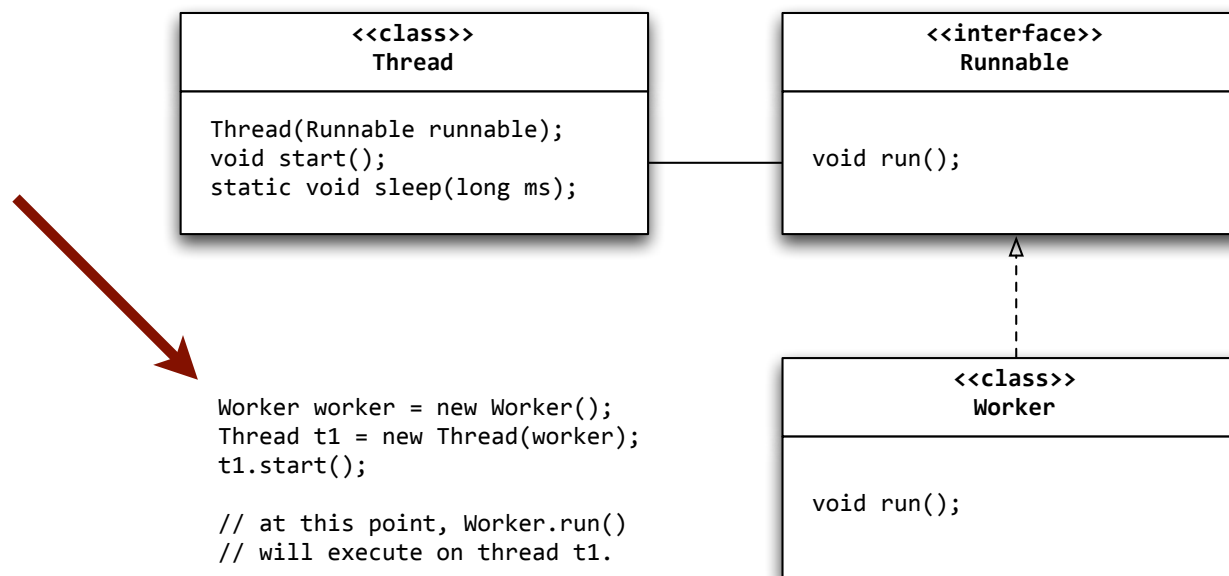 <<class>>
Thread
Thread(Runnable runnable);
void start();
static void sleep(long ms);
<<interface>>
Runnable
void run();
<<class>>
Worker
void run();
Worker worker = new Worker();
Thread t1 = new Thread(worker);
t1.start();
// at this point, Worker.run()
// will execute on thread t1.